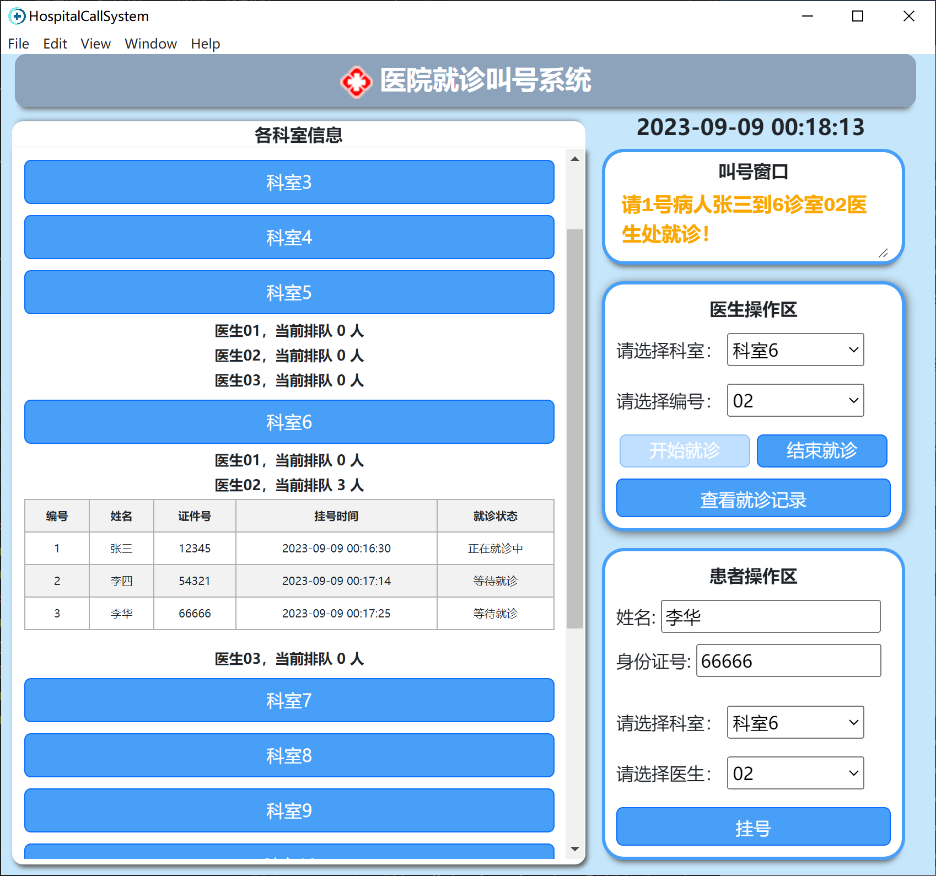 HospitalCallSystem
File Edit View Window Help
医院就诊叫号系统
各科室信息
科室3
科室4
科室5
医生01，当前排队 0 人
医生02，当前排队 0 人
医生03，当前排队 0 人
科室6
医生01，当前排队 0 人
医生02，当前排队 3 人
编号 姓名 证件号 挂号时间 就诊状态
1 张三 12345 2023-09-09 00:16:30 正在就诊中
2 李四 54321 2023-09-09 00:17:14 等待就诊
3 李华 66666 2023-09-09 00:17:25 等待就诊
医生03，当前排队 0 人
科室7
科室8
科室9
2023-09-09 00:18:13
叫号窗口
请1号病人张三到6诊室02医
生处就诊！
医生操作区
请选择科室： 科室6
请选择编号： 02
开始就诊 结束就诊
查看就诊记录
患者操作区
姓名: 李华
身份证号: 66666
请选择科室： 科室6
请选择医生： 02
挂号